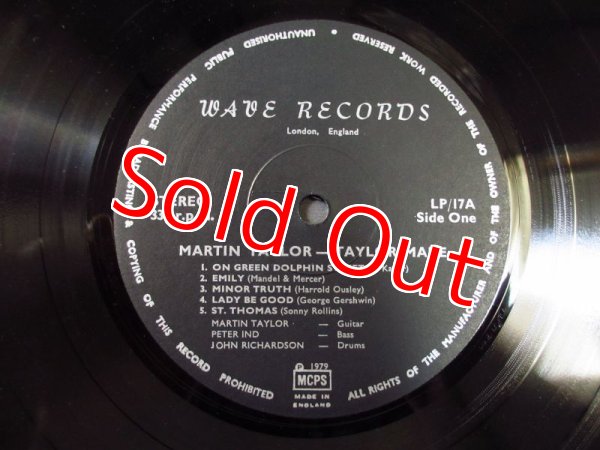 UNAUTHORISED PUBLIC PERFORMANCE
COPYING OF THIS RECORD PROHIBITED
ALL RIGHTS OF THE MANUFACTURER AND OF THE OWNER OF THE RECORDED WORK RESERVED
WAVE RECORDS
London, England
LP/17A
Side One
Sold Out
MARTIN TAYLOR — TAYLOR MADE
1. ON GREEN DOLPHIN
2. EMILY (Mandel & Mercer)
3. MINOR TRUTH (Harrold Ousley)
4. LADY BE GOOD (George Gershwin)
5. ST. THOMAS (Sonny Rollins)
MARTIN TAYLOR — Guitar
PETER IND — Bass
JOHN RICHARDSON — Drums
℗ 1979
MCPS
MADE IN
ENGLAND